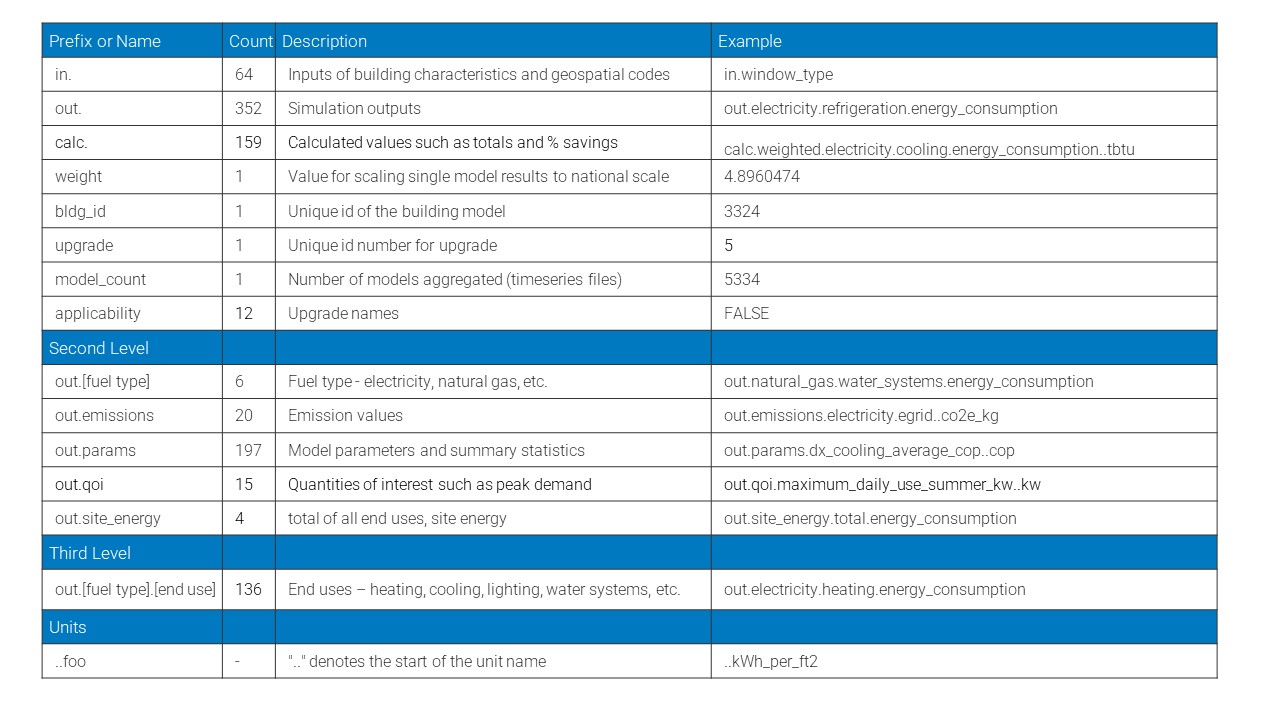 Prefix or Name Count Description Example
in. 64 Inputs of building characteristics and geospatial codes in.window_type
out. 352 Simulation outputs out.electricity.refrigeration.energy_consumption
calc. 159 Calculated values such as totals and % savings calc.weighted.electricity.cooling.energy_consumption..tbtu
weight 1 Value for scaling single model results to national scale 4.8960474
bldg_id 1 Unique id of the building model 3324
upgrade 1 Unique id number for upgrade 5
model_count 1 Number of models aggregated (timeseries files) 5334
applicability 12 Upgrade names FALSE
Second Level
out.[fuel type] 6 Fuel type - electricity, natural gas, etc. out.natural_gas.water_systems.energy_consumption
out.emissions 20 Emission values out.emissions.electricity.egrid..co2e_kg
out.params 197 Model parameters and summary statistics out.params.dx_cooling_average_cop..cop
out.qoi 15 Quantities of interest such as peak demand out.qoi.maximum_daily_use_summer_kw..kw
out.site_energy 4 total of all end uses, site energy out.site_energy.total.energy_consumption
Third Level
out.[fuel type].[end use] 136 End uses – heating, cooling, lighting, water systems, etc. out.electricity.heating.energy_consumption
Units
..foo - ".." denotes the start of the unit name ..kWh_per_ft2